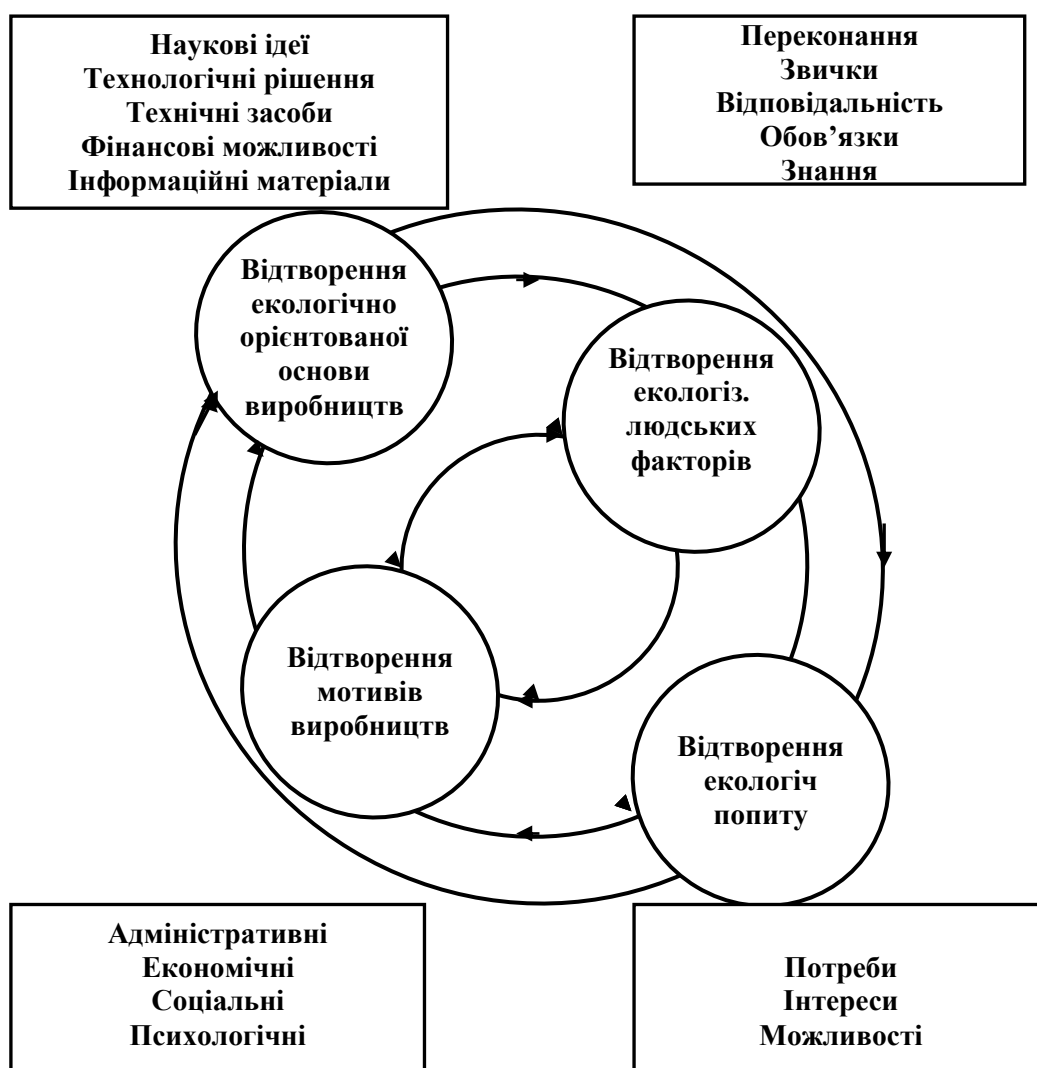 Наукові ідеї
Технологічні рішення
Технічні засоби
Фінансові можливості
Інформаційні матеріали
Переконання
Звички
Відповідальність
Обов’язки
Знання
Відтворення
екологічно
орієнтованої
основи
виробництв
Відтворення
екологіз.
людських
факторів
Відтворення
мотивів
виробництв
Відтворення
екологіч
попиту
Адміністративні
Економічні
Соціальні
Психологічні
Потреби
Інтереси
Можливості